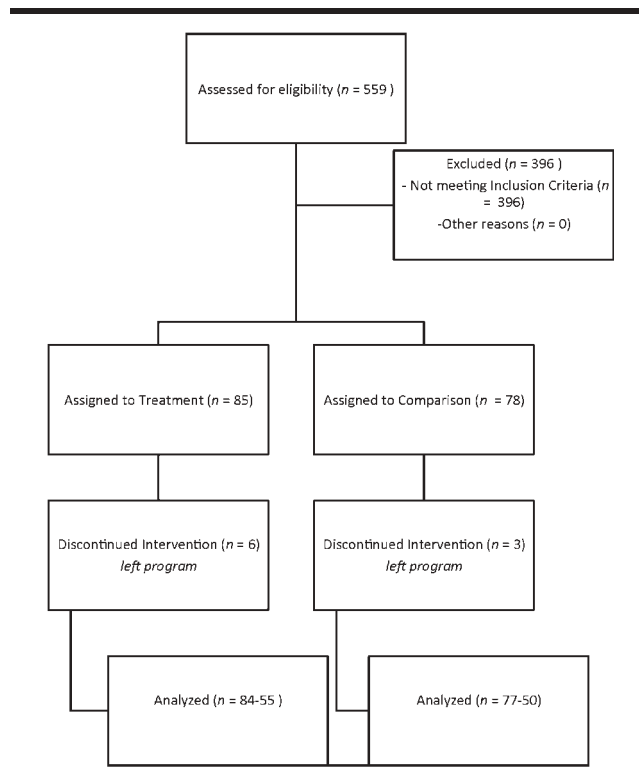 Assessed for eligibility (n = 559 )
Excluded (n = 396 )
- Not meeting Inclusion Criteria (n
= 396)
-Other reasons (n = 0)
Assigned to Treatment (n = 85)
Assigned to Comparison (n = 78)
Discontinued Intervention (n = 6)
left program
Discontinued Intervention (n = 3)
left program
Analyzed (n = 84-55 )
Analyzed (n = 77-50)